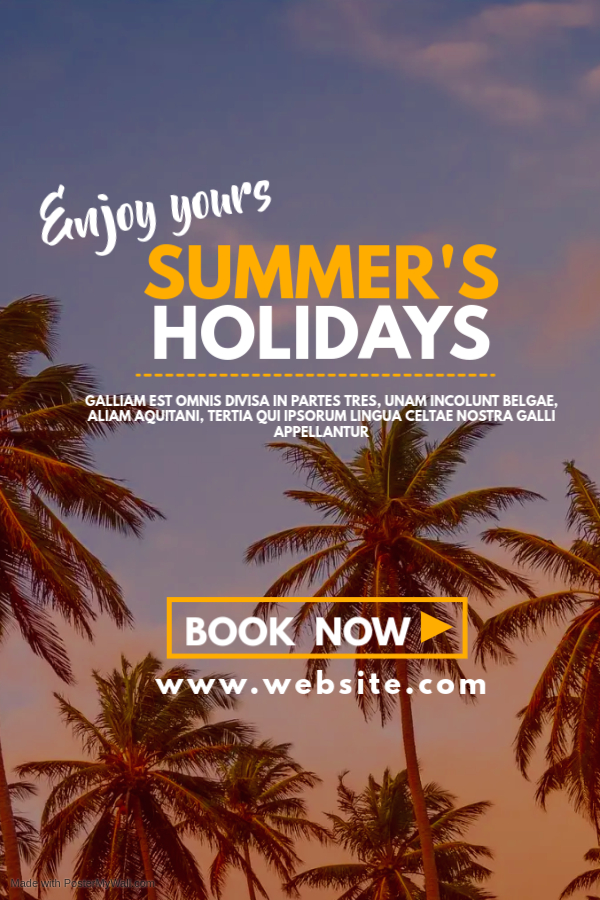 Enjoy yours
SUMMER'S
HOLIDAYS
GALLIAM EST OMNIS DIVISA IN PARTES TRES, UNAM INCOLUNT BELGAE,
ALIAM AQUITANI, TERTIA QUI IPSORUM LINGUA CELTAE NOSTRA GALLI
APPELLANTUR
BOOK NOW
www.website.com
Made with PosterMyWall.com